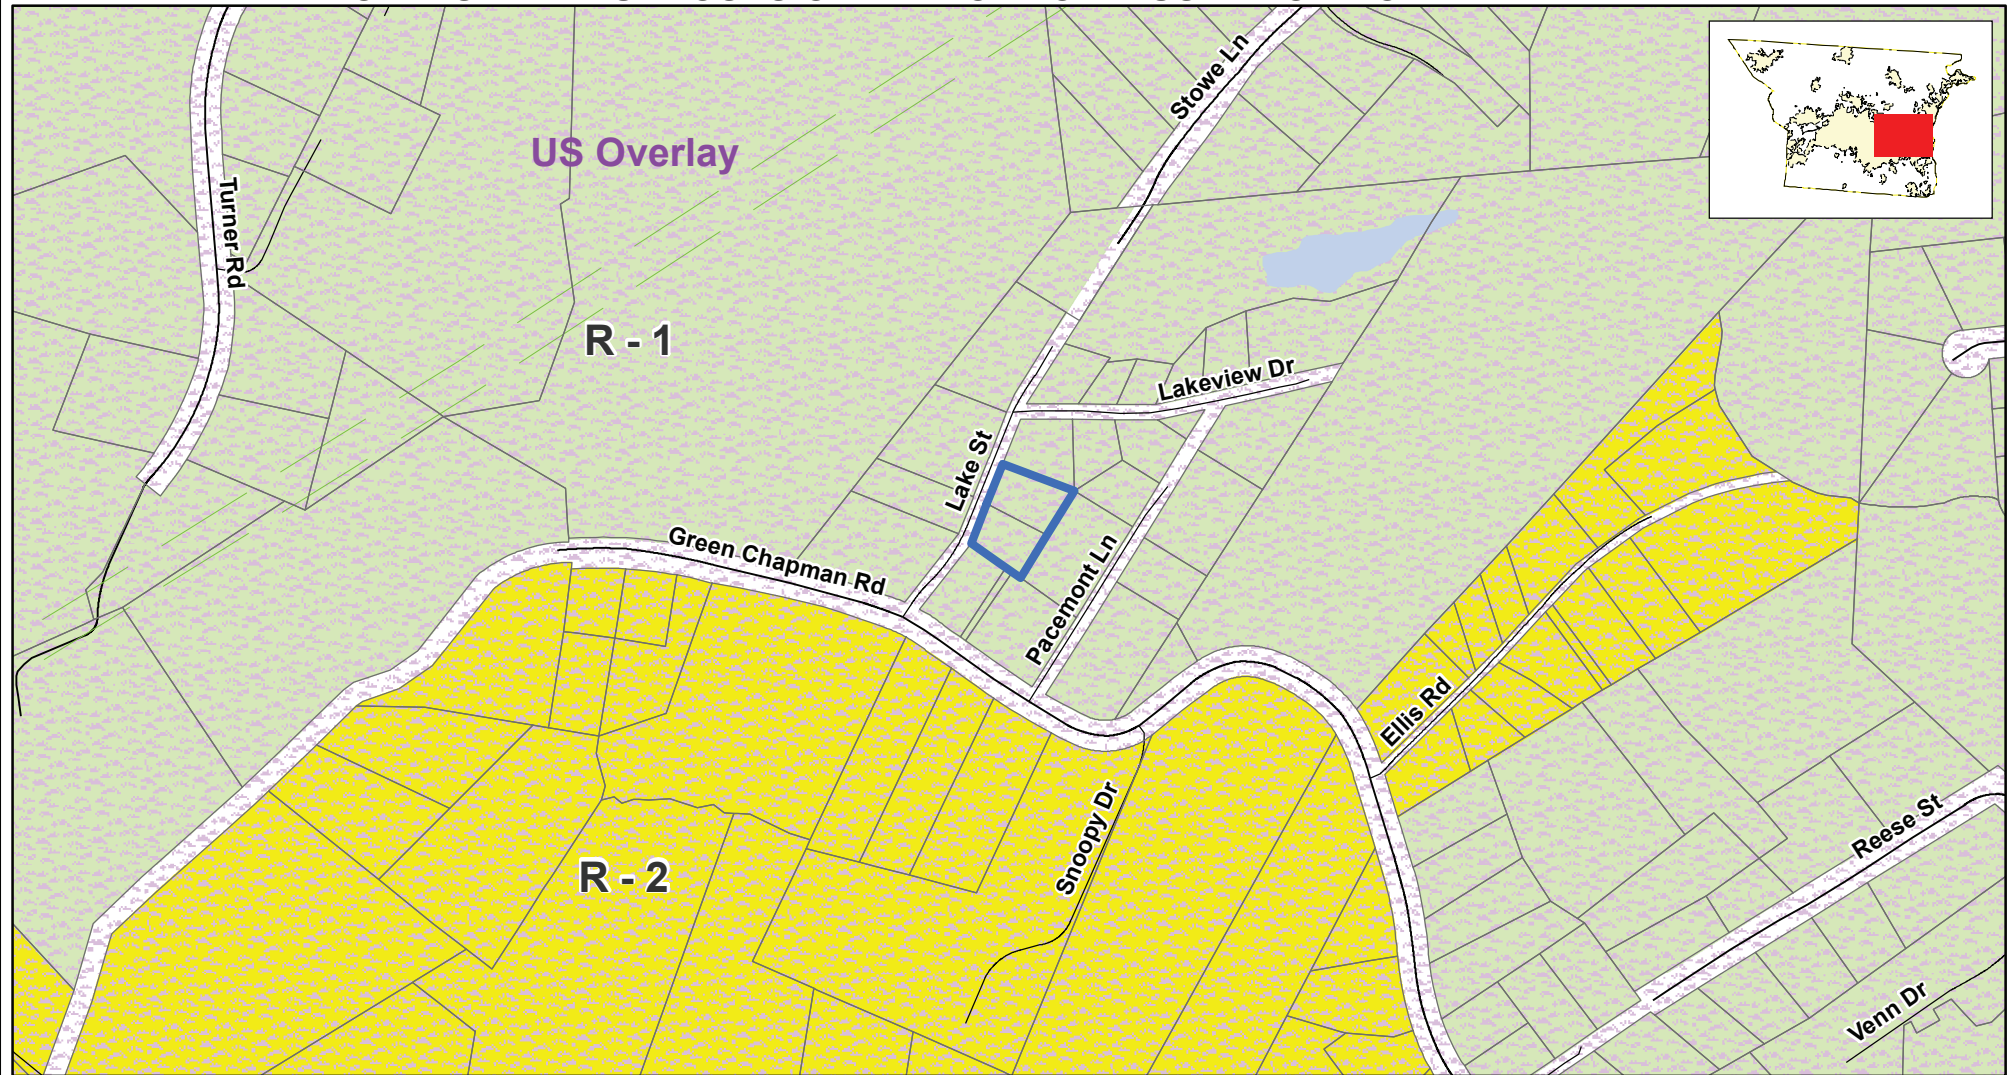 Stowe Ln
US Overlay
Turner Rd
R - 1
Lakeview Dr
Lake St
Green Chapman Rd
Pacemont Ln
Ellis Rd
Snoopy Dr
Reese St
R - 2
Venn Dr